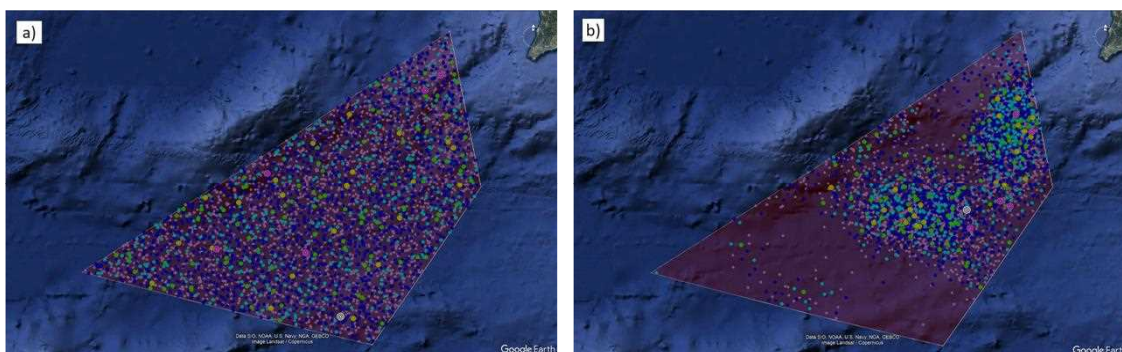 a)
Data SIO, NOAA, U.S. Navy, NGA, GEBCO
Image Landsat / Copernicus
Google Earth
b)
Data SIO, NOAA, U.S. Navy, NGA, GEBCO
Image Landsat / Copernicus
Google Earth